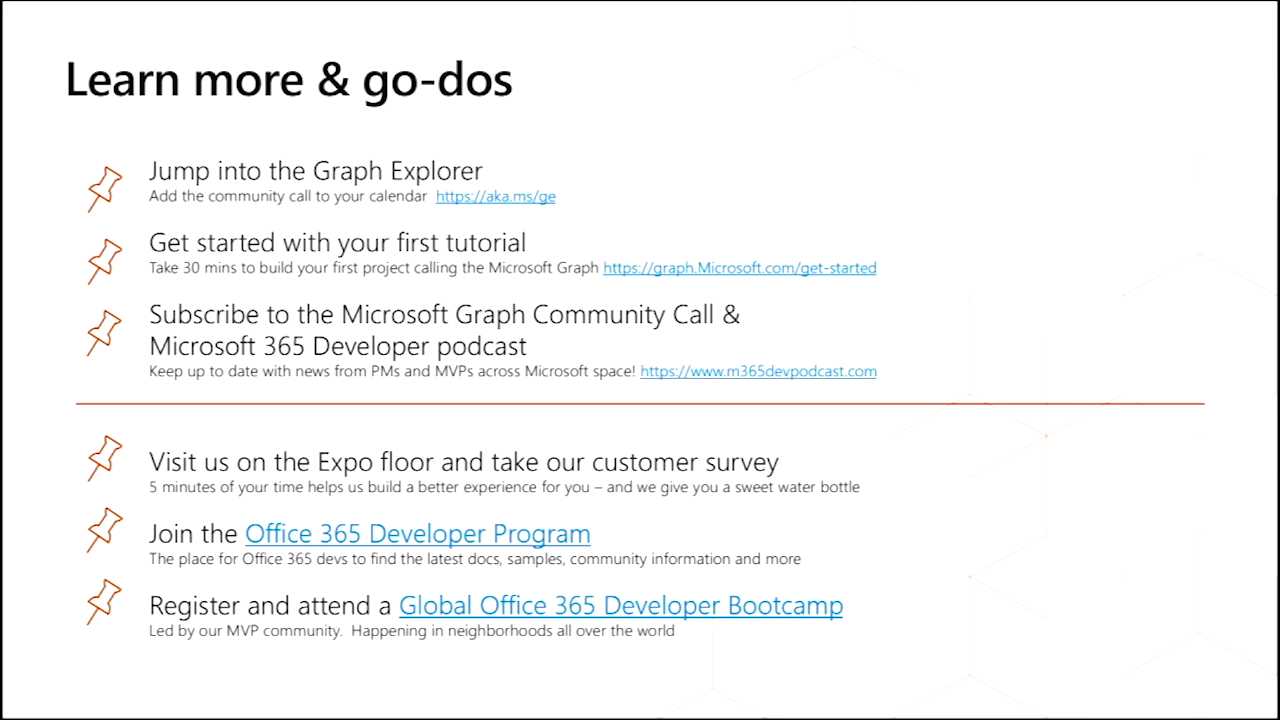 Learn more & go-dos
Jump into the Graph Explorer
Add the community call to your calendar https://aka.ms/ge
Get started with your first tutorial
Take 30 mins to build your first project calling the Microsoft Graph https://graph.Microsoft.com/get-started
Subscribe to the Microsoft Graph Community Call &
Microsoft 365 Developer podcast
Keep up to date with news from PMs and MVPs across Microsoft space! https://www.m365devpodcast.com
Visit us on the Expo floor and take our customer survey
5 minutes of your time helps us build a better experience for you – and we give you a sweet water bottle
Join the Office 365 Developer Program
The place for Office 365 devs to find the latest docs, samples, community information and more
Register and attend a Global Office 365 Developer Bootcamp
Led by our MVP community. Happening in neighborhoods all over the world